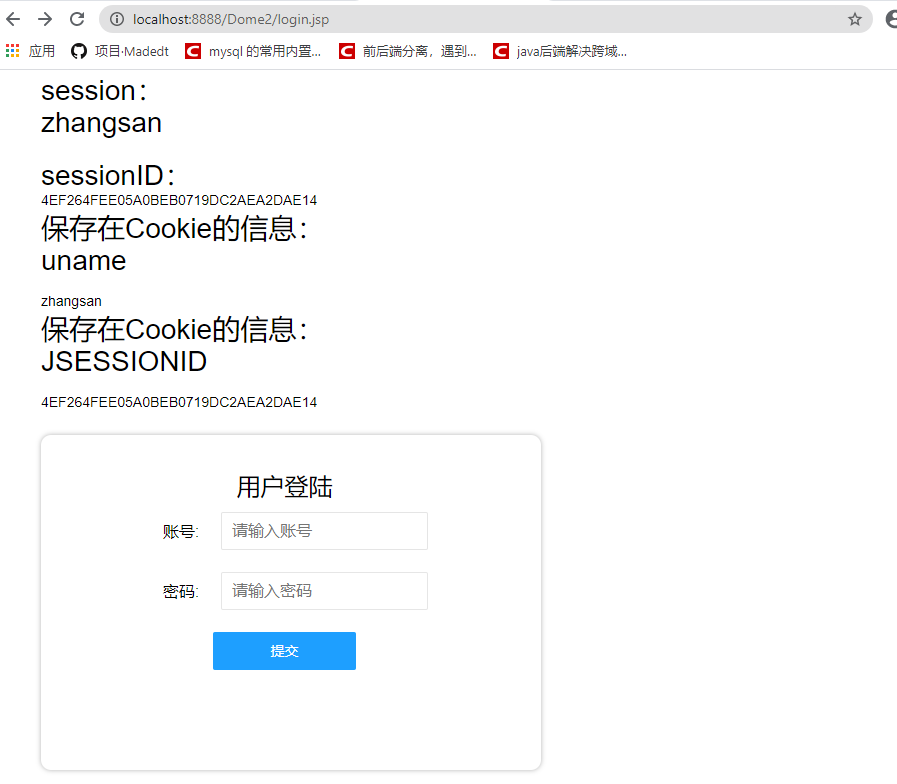 localhost:8888/Dome2/login.jsp
应用 项目·Madedt mysql 的常用内置... 前后端分离，遇到... java后端解决跨域...
session：
zhangsan
sessionID：
4EF264FEE05A0BEB0719DC2AEA2DAE14
保存在Cookie的信息：
uname
zhangsan
保存在Cookie的信息：
JSESSIONID
4EF264FEE05A0BEB0719DC2AEA2DAE14
用户登陆
账号: 请输入账号
密码: 请输入密码
提交